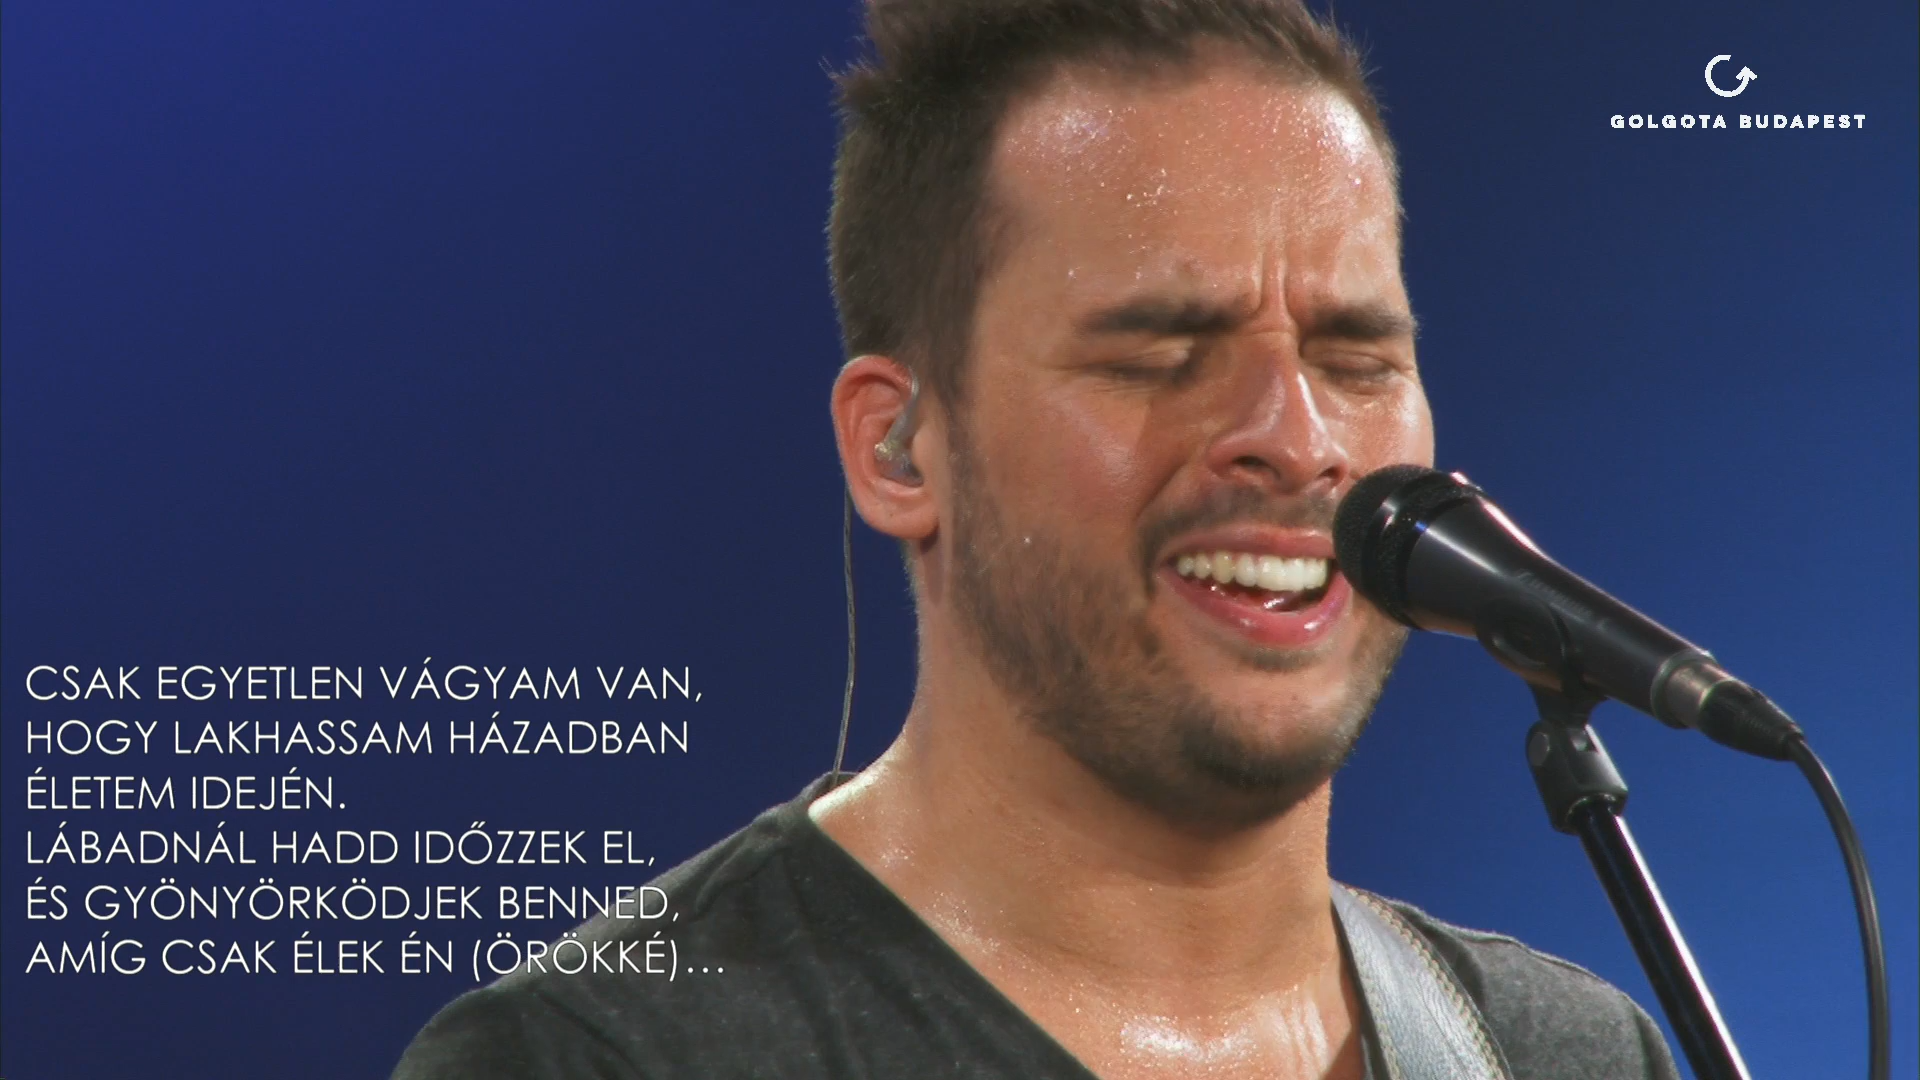 GOLGOTA BUDAPEST
CSAK EGYETLEN VÁGYAM VAN,
HOGY LAKHASSAM HÁZADBAN
ÉLETEM IDEJÉN.
LÁBADNÁL HADD IDŐZZEK EL,
ÉS GYÖNYÖRKÖDJEK BENNED,
AMÍG CSAK ÉLEK ÉN (ÖRÖKKÉ)...